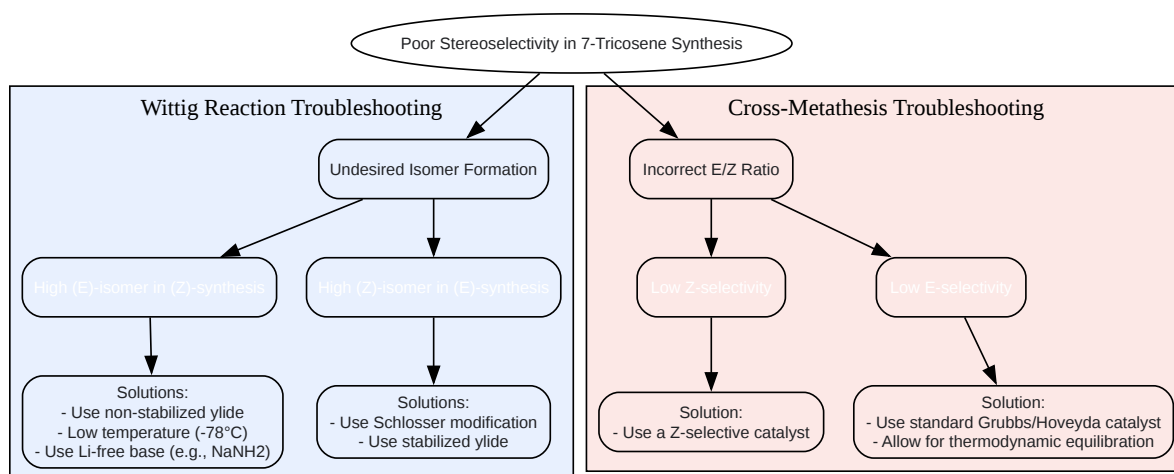 Poor Stereoselectivity in 7-Tricosene Synthesis
Wittig Reaction Troubleshooting
Cross-Metathesis Troubleshooting
Undesired Isomer Formation
Incorrect E/Z Ratio
High (E)-isomer in (Z)-synthesis
High (Z)-isomer in (E)-synthesis
Low Z-selectivity
Low E-selectivity
Solutions:
- Use non-stabilized ylide
- Low temperature (-78°C)
- Use Li-free base (e.g., NaNH2)
Solutions:
- Use Schlosser modification
- Use stabilized ylide
Solution:
- Use a Z-selective catalyst
Solution:
- Use standard Grubbs/Hoveyda catalyst
- Allow for thermodynamic equilibration